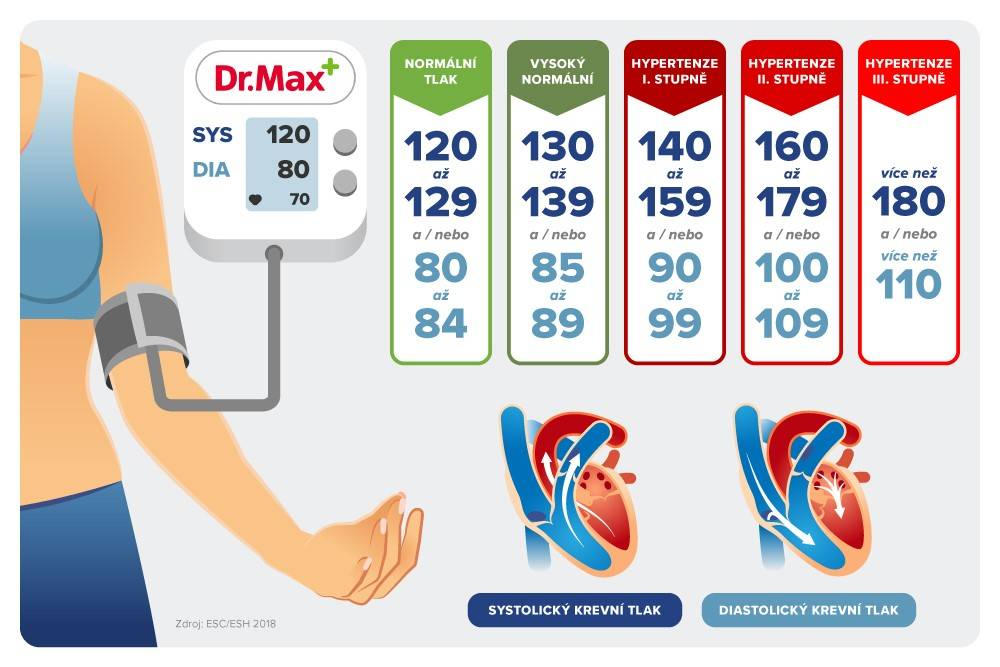 Dr.Max+
SYS 120
DIA 80
70
NORMÁLNÍ
TLAK
120
až
129
a / nebo
80
až
84
VYSOKÝ
NORMÁLNÍ
130
až
139
a / nebo
85
až
89
HYPERTENZE
I. STUPNĚ
140
až
159
a / nebo
90
až
99
HYPERTENZE
II. STUPNĚ
160
až
179
a / nebo
100
až
109
HYPERTENZE
III. STUPNĚ
více než
180
a / nebo
více než
110
SYSTOLICKÝ KREVNÍ TLAK
DIASTOLICKÝ KREVNÍ TLAK
Zdroj: ESC/ESH 2018